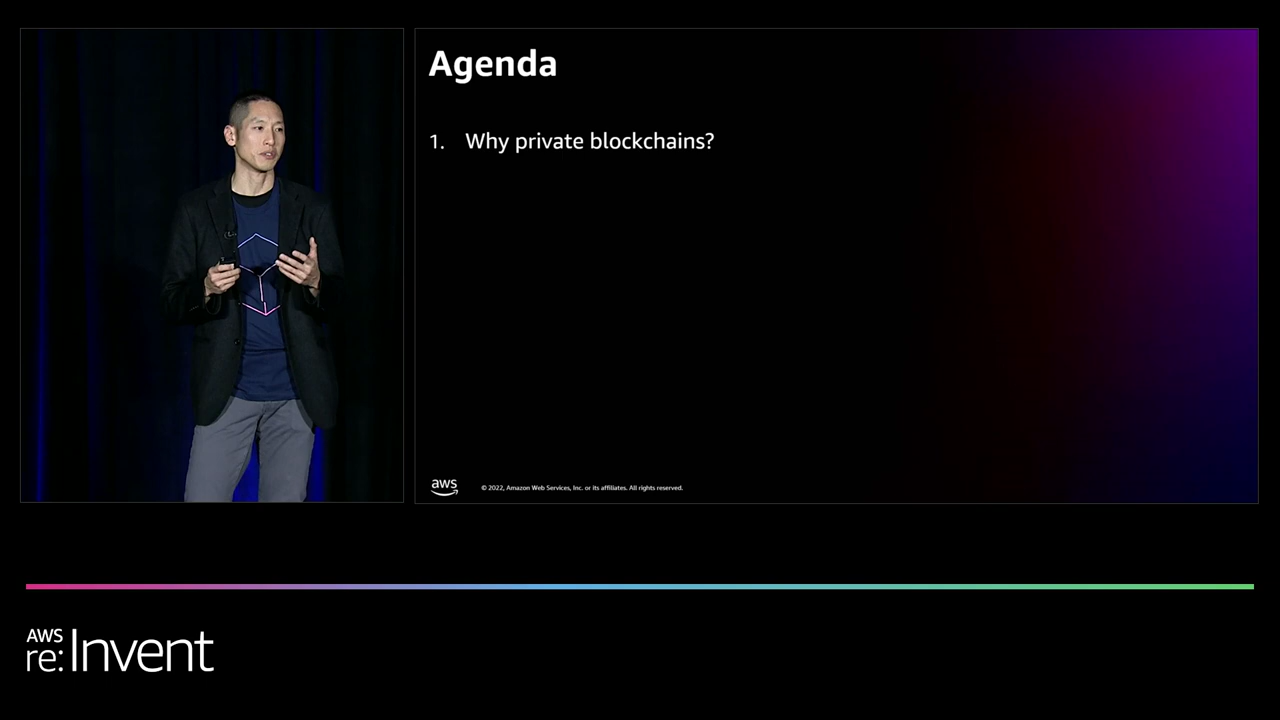 Agenda
1. Why private blockchains?
aws
© 2022, Amazon Web Services, Inc. or its affiliates. All rights reserved.
AWS
re:Invent